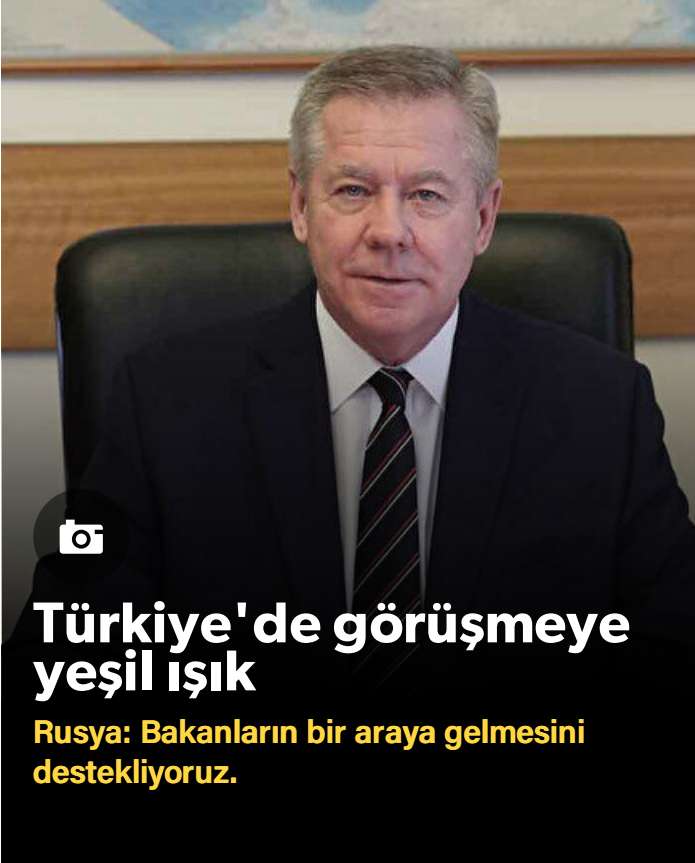 Türkiye'de görüşmeye
yeşil ışık
Rusya: Bakanların bir araya gelmesini
destekliyoruz.